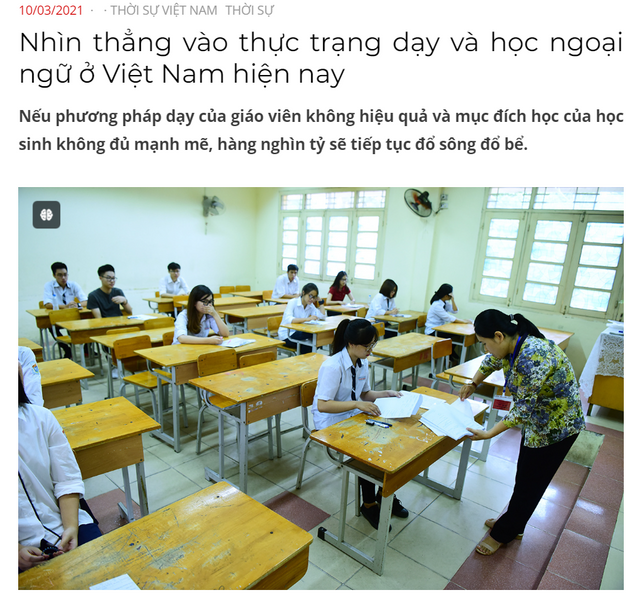 10/03/2021 · · THỜI SỰ VIỆT NAM THỜI SỰ
Nhìn thẳng vào thực trạng dạy và học ngoại
ngữ ở Việt Nam hiện nay
Nếu phương pháp dạy của giáo viên không hiệu quả và mục đích học của học
sinh không đủ mạnh mẽ, hàng nghìn tỷ sẽ tiếp tục đổ sông đổ bể.